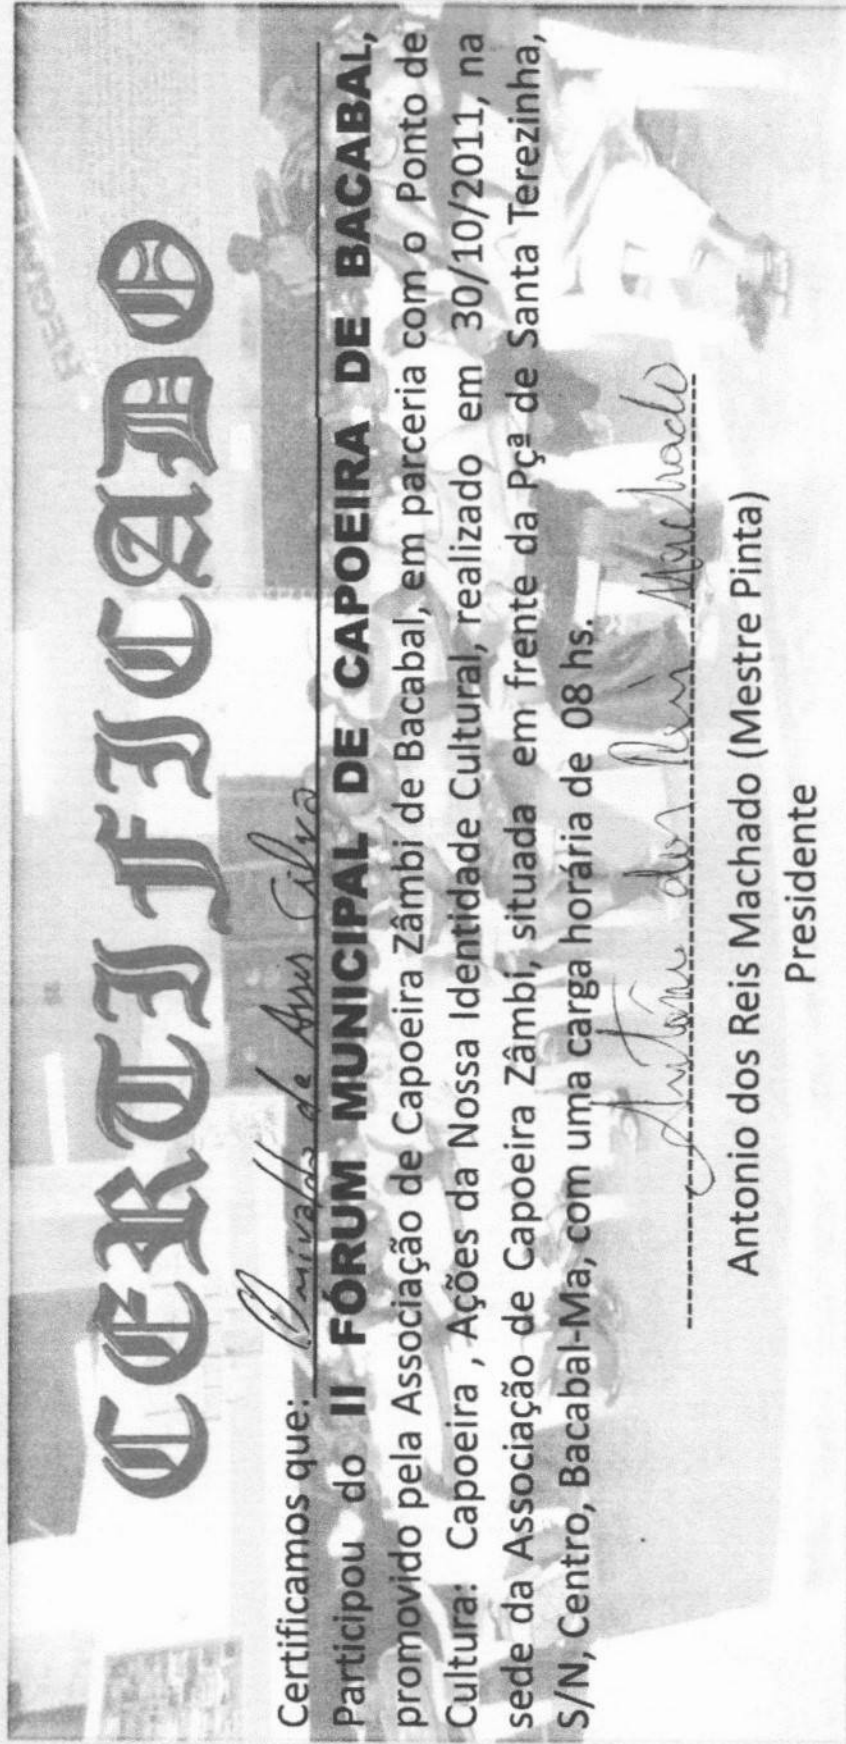 CERTIFICADO
Certificamos que: de Assis Silva
Participou do II FÓRUM MUNICIPAL DE CAPOEIRA DE BACABAL,
promovido pela Associação de Capoeira Zâmbi de Bacabal, em parceria com o Ponto de
Cultura: Capoeira , Ações da Nossa Identidade Cultural, realizado em 30/10/2011, na
sede da Associação de Capoeira Zâmbi, situada em frente da Pçª de Santa Terezinha,
S/N, Centro, Bacabal-Ma, com uma carga horária de 08 hs.
Antonio dos Reis Machado
Antonio dos Reis Machado (Mestre Pinta)
Presidente